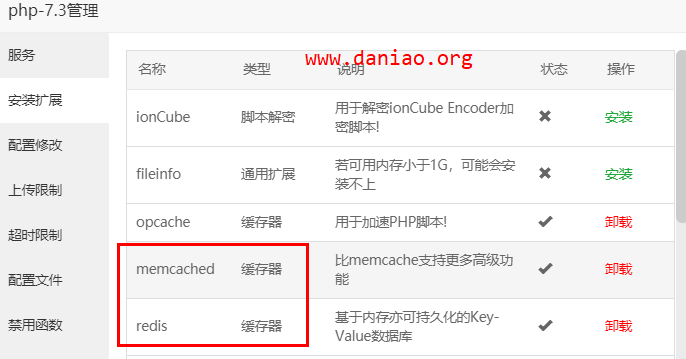 php-7.3管理
www.daniao.org
服务
安装扩展
配置修改
上传限制
超时限制
配置文件
禁用函数
名称 类型 说明 状态 操作
ionCube 脚本解密 用于解密ionCube Encoder加 安装
密脚本!
fileinfo 通用扩展 若可用内存小于1G，可能会安 安装
装不上
opcache 缓存器 用于加速PHP脚本! 卸载
memcached 缓存器 比memcache支持更多高级功 卸载
能
redis 缓存器 基于内存亦可持久化的Key- 卸载
Value数据库